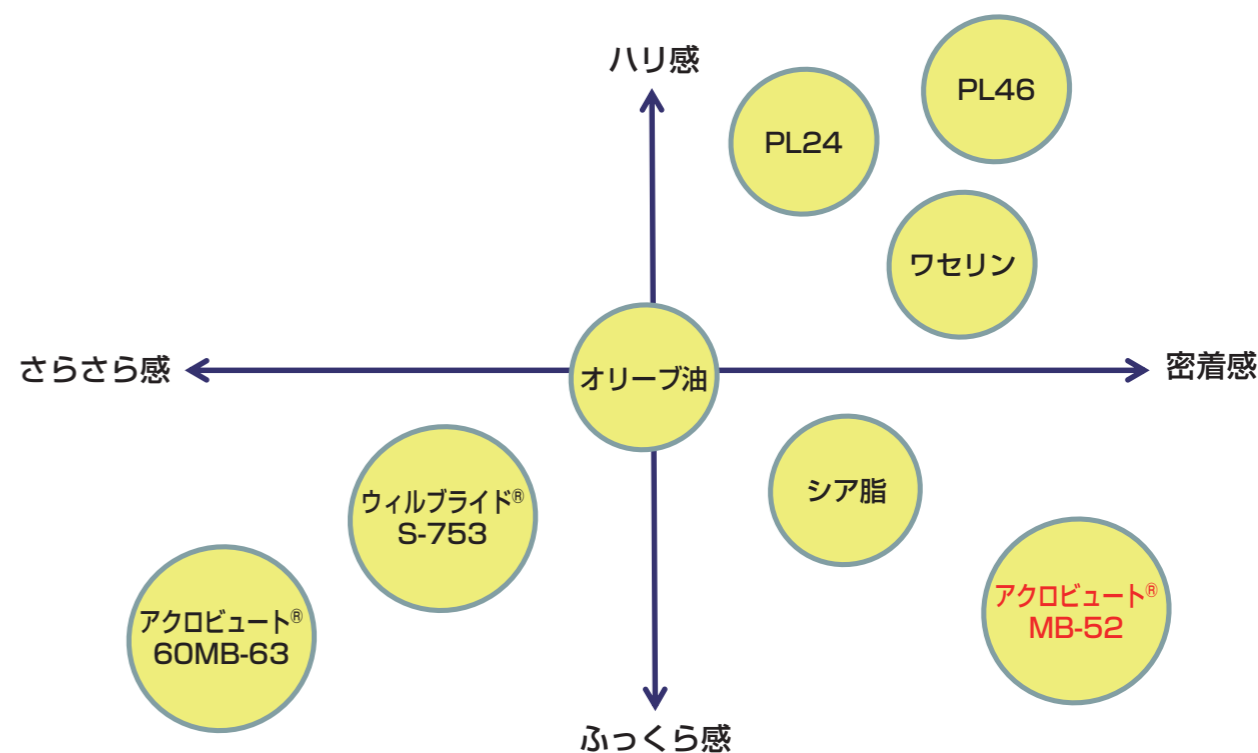 ハリ感
PL46
PL24
ワセリン
さらさら感
密着感
オリーブ油
シア脂
ウィルブライド®
S-753
アクロビュート®
MB-52
アクロビュート®
60MB-63
ふっくら感